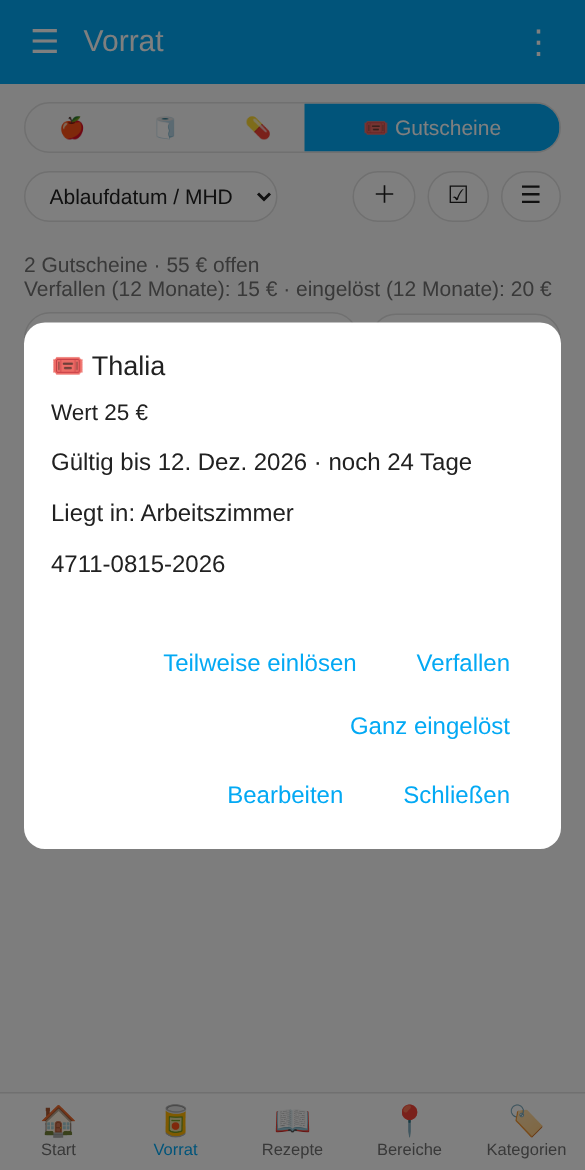 Vorrat
Gutscheine
Ablaufdatum / MHD
2 Gutscheine · 55 € offen
Verfallen (12 Monate): 15 € · eingelöst (12 Monate): 20 €
Thalia
Wert 25 €
Gültig bis 12. Dez. 2026 · noch 24 Tage
Liegt in: Arbeitszimmer
4711-0815-2026
Teilweise einlösen Verfallen
Ganz eingelöst
Bearbeiten Schließen
Start Vorrat Rezepte Bereiche Kategorien